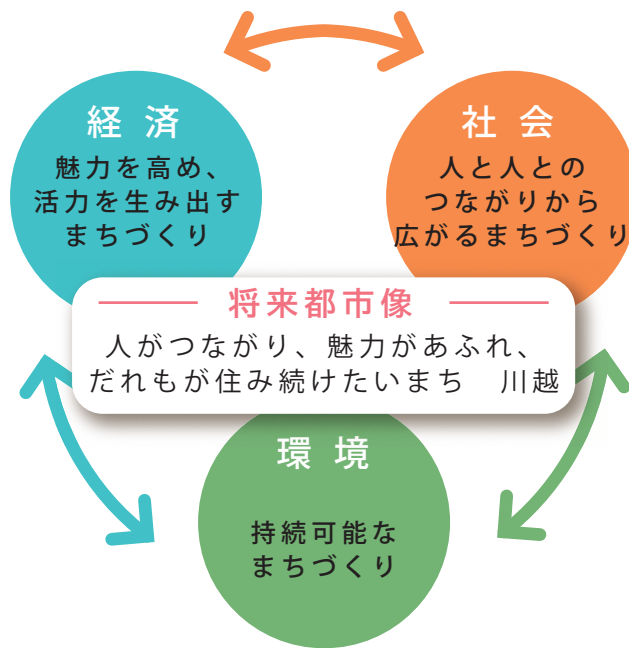 経済
魅力を高め、
活力を生み出す
まちづくり
社会
人と人との
つながりから
広がるまちづくり
将来都市像
人がつながり、魅力があふれ、
だれもが住み続けたいまち　川越
環境
持続可能な
まちづくり